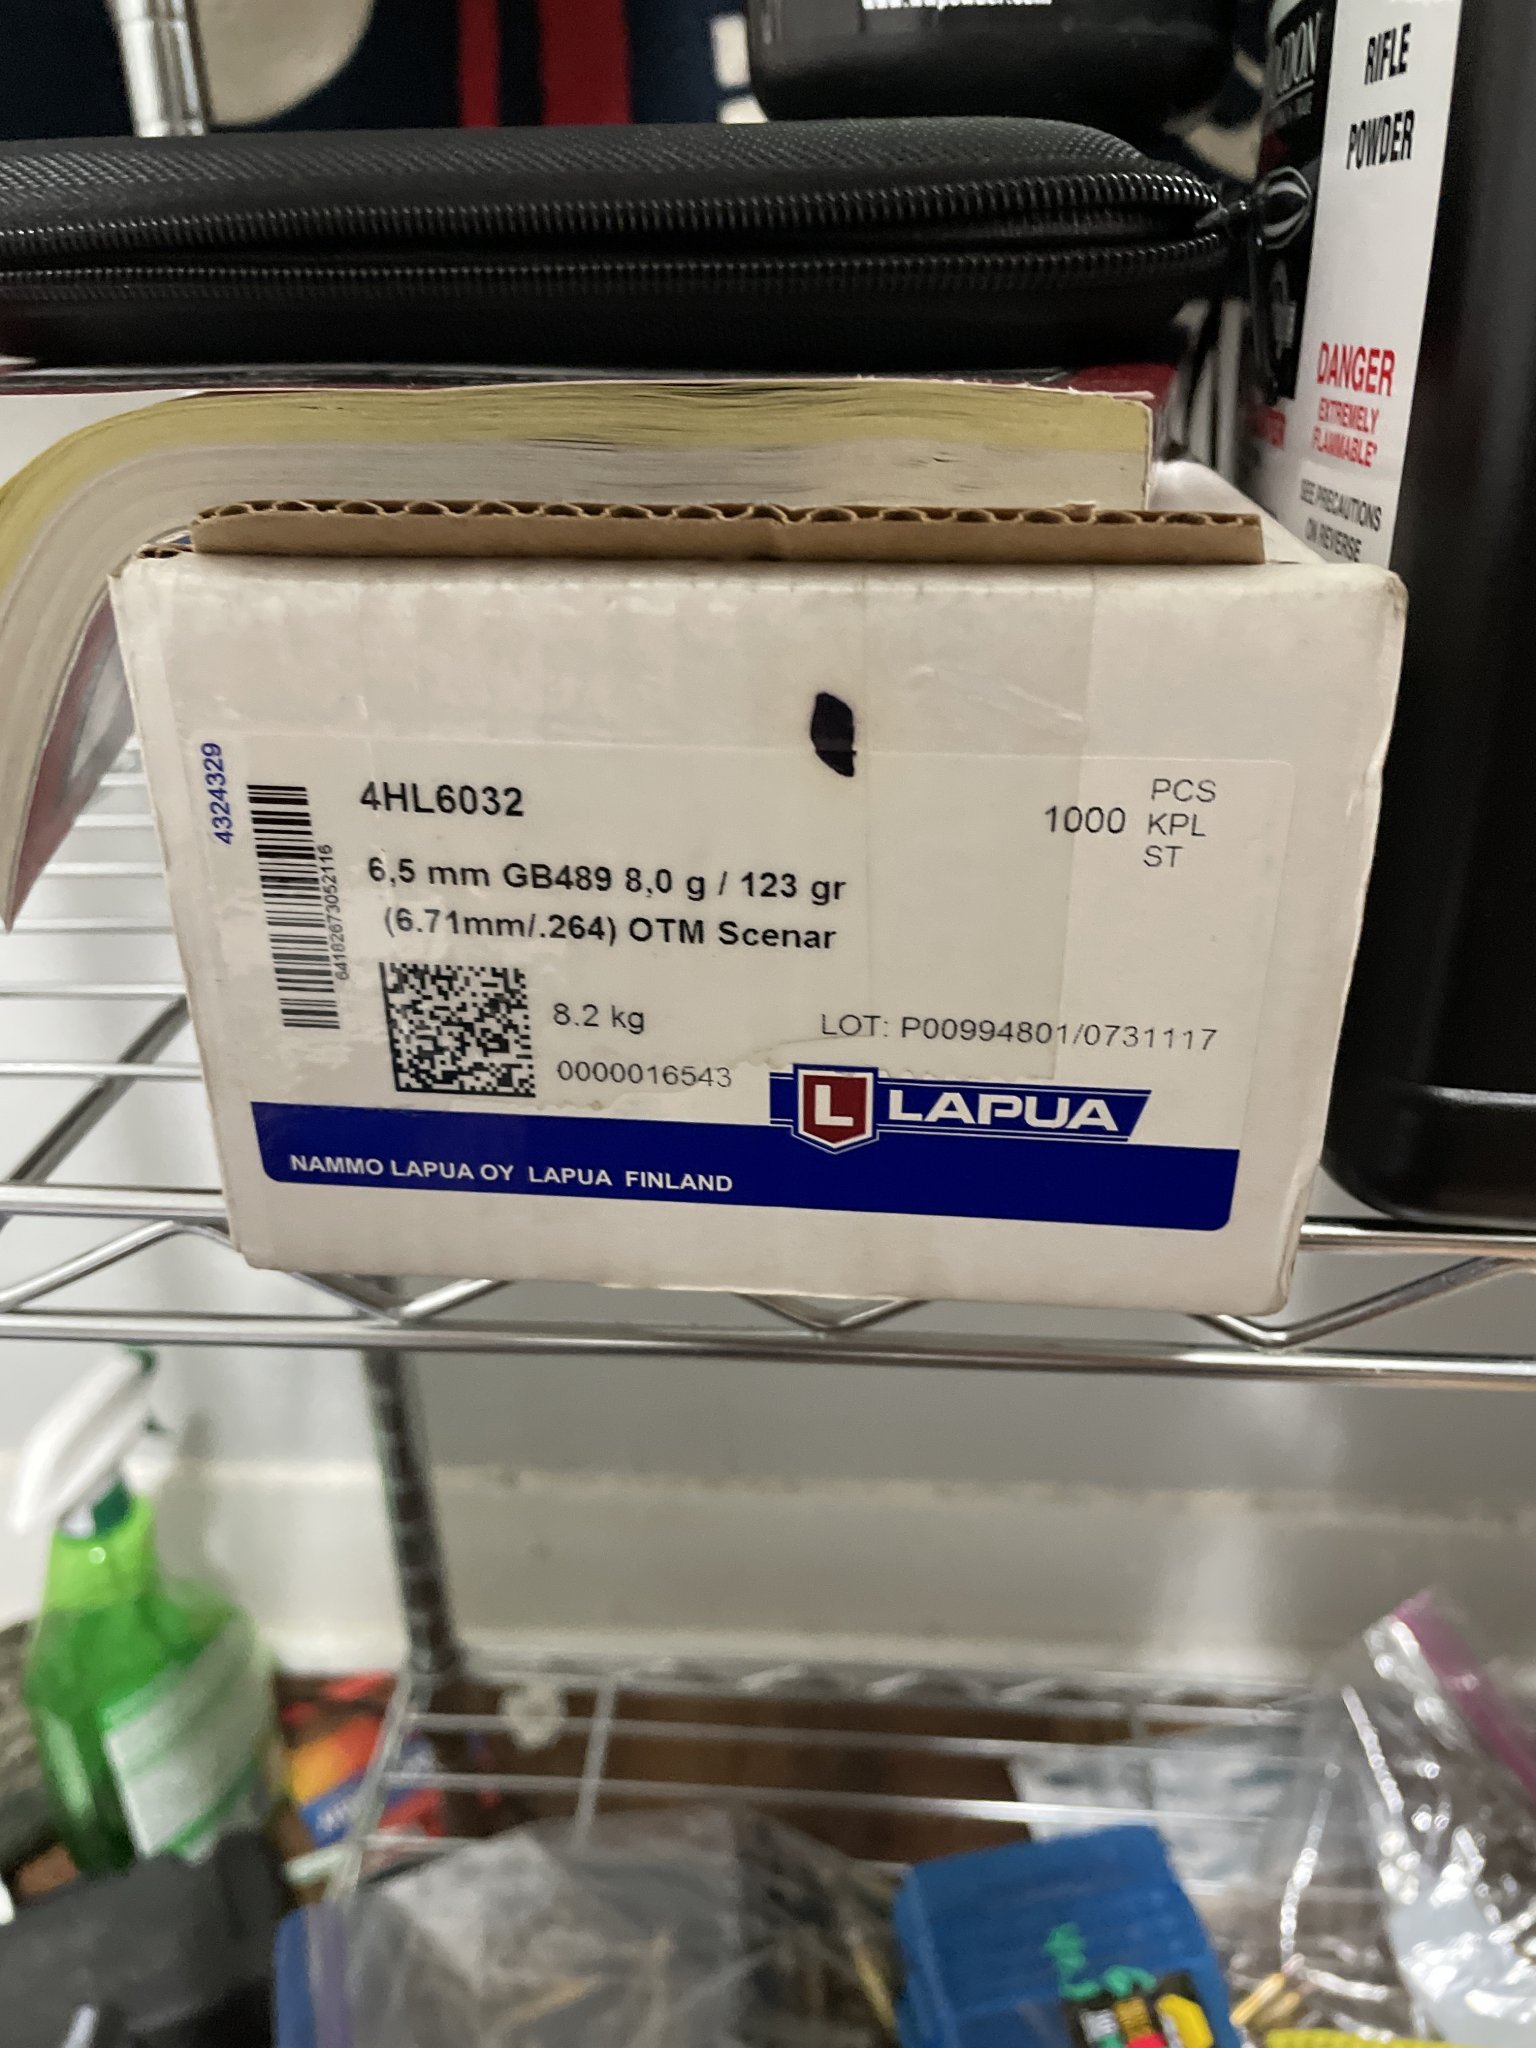 RIFLE
POWDER
DANGER
EXTREMELY
FLAMMABLE
SEE PRECAUTIONS
ON REVERSE
4324329
64182673052116
4HL6032
1000
PCS
KPL
ST
6,5 mm GB489 8,0 g / 123 gr
(6.71mm/.264) OTM Scenar
8.2 kg
LOT: P00994801/0731117
0000016543
L LAPUA
NAMMO LAPUA OY LAPUA FINLAND